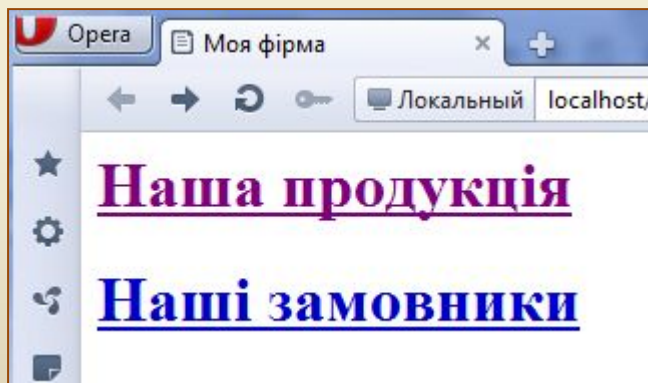 Opera
Моя фірма
Локальный localhost/
Наша продукція
Наші замовники